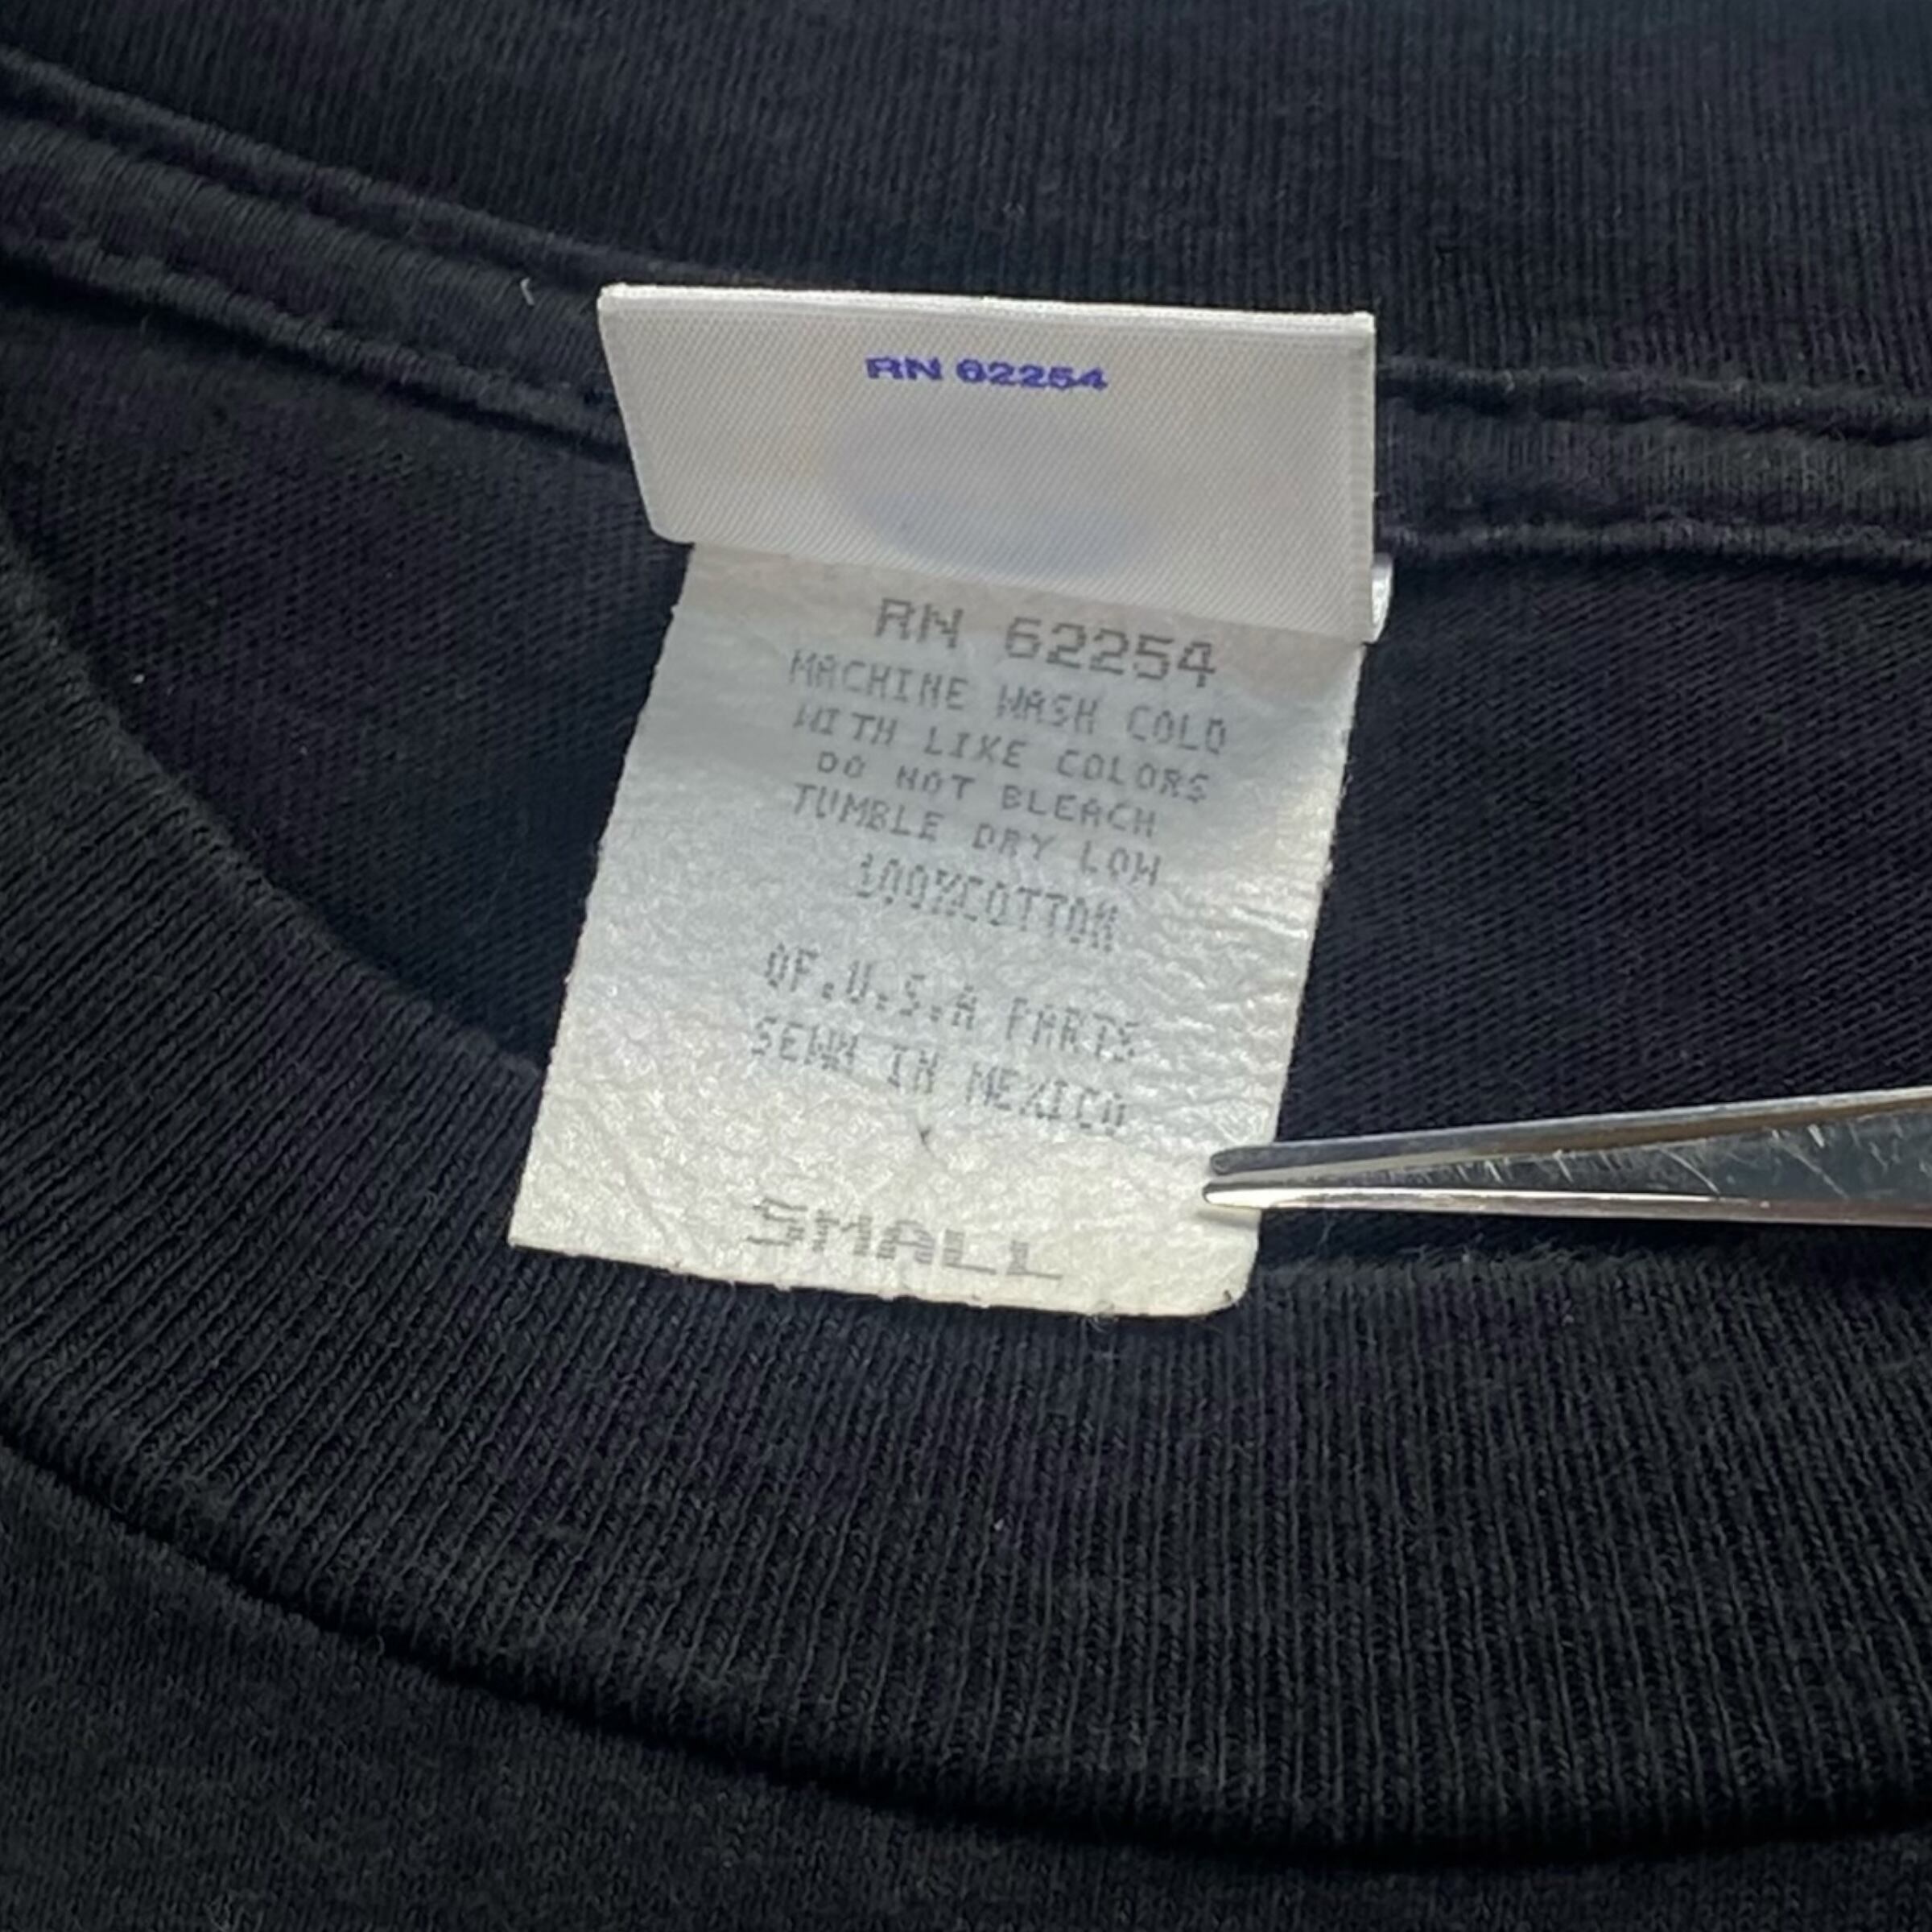 RN 62254
RN 62254
MACHINE WASH COLD
WITH LIKE COLORS
DO NOT BLEACH
TUMBLE DRY LOW
100%COTTON
OF.U.S.A PARTS
SEWN IN MEXICO
SMALL